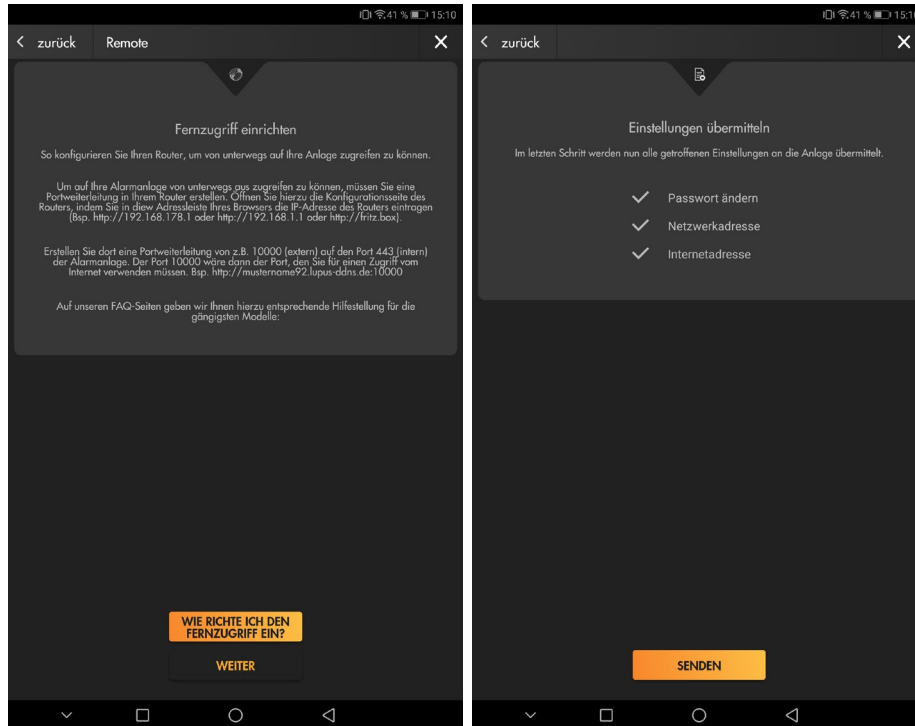 41 % 15:10
zurück Remote
Fernzugriff einrichten
So konfigurieren Sie Ihren Router, um von unterwegs auf Ihre Anlage zugreifen zu können.
Um auf Ihre Alarmanlage von unterwegs aus zugreifen zu können, müssen Sie eine
Portweiterleitung in Ihrem Router erstellen. Öffnen Sie hierzu die Konfigurationsseite des
Routers, indem Sie in diew Adressleiste Ihres Browsers die IP-Adresse des Routers eintragen
(Bsp. http://192.168.178.1 oder http://192.168.1.1 oder http://fritz.box).
Erstellen Sie dort eine Portweiterleitung von z.B. 10000 (extern) auf den Port 443 (intern)
der Alarmanlage. Der Port 10000 wäre dann der Port, den Sie für einen Zugriff vom
Internet verwenden müssen. Bsp. http://mustername92.lupus-ddns.de:10000
Auf unseren FAQ-Seiten geben wir Ihnen hierzu entsprechende Hilfestellung für die
gängigsten Modelle:
WIE RICHTE ICH DEN
FERNZUGRIFF EIN?
WEITER
41 % 15:10
zurück
Einstellungen übermitteln
Im letzten Schritt werden nun alle getroffenen Einstellungen an die Anlage übermittelt.
Passwort ändern
Netzwerkadresse
Internetadresse
SENDEN